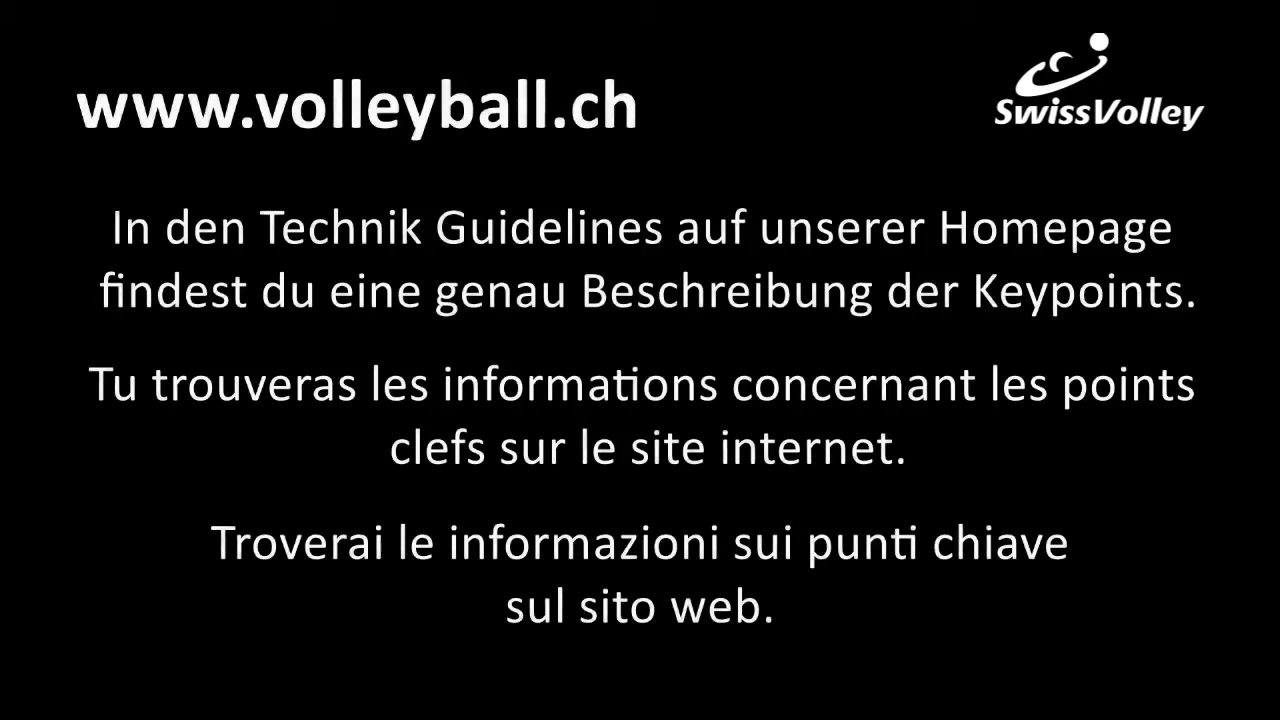 www.volleyball.ch
SwissVolley
In den Technik Guidelines auf unserer Homepage
findest du eine genau Beschreibung der Keypoints.
Tu trouveras les informations concernant les points
clefs sur le site internet.
Troverai le informazioni sui punti chiave
sul sito web.